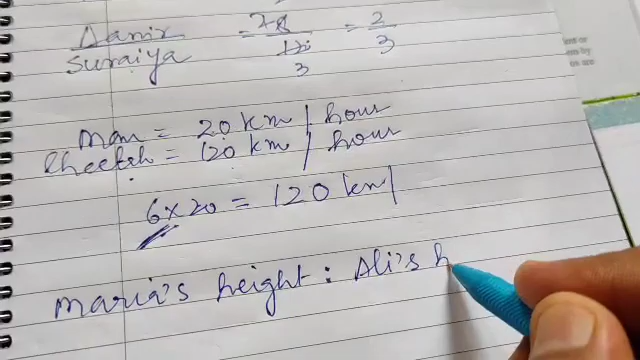 Danix = 28 = 2
Suraiya 12 3
3
Man = 20 km / hour
Cheetah = 120 km / hour
6 x 20 = 120 km /
Maria's height : Ali's h